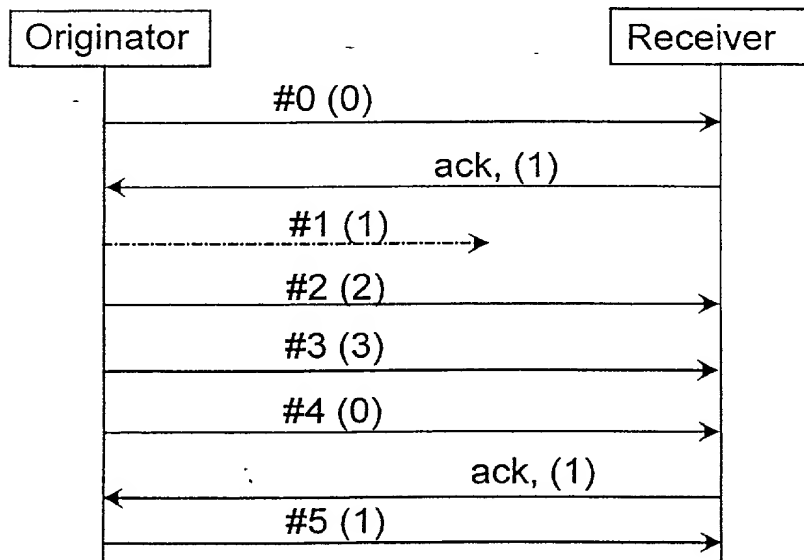 Originator
Receiver
#0 (0)
ack, (1)
#1 (1)
#2 (2)
#3 (3)
#4 (0)
ack, (1)
#5 (1)